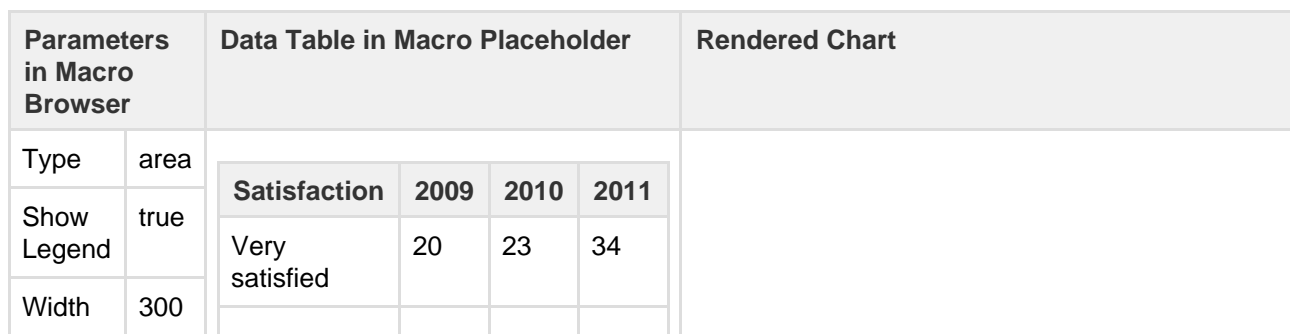 Parameters in Macro Browser
Data Table in Macro Placeholder
Rendered Chart
Type area
Show Legend true
Width 300
Satisfaction 2009 2010 2011
Very satisfied 20 23 34